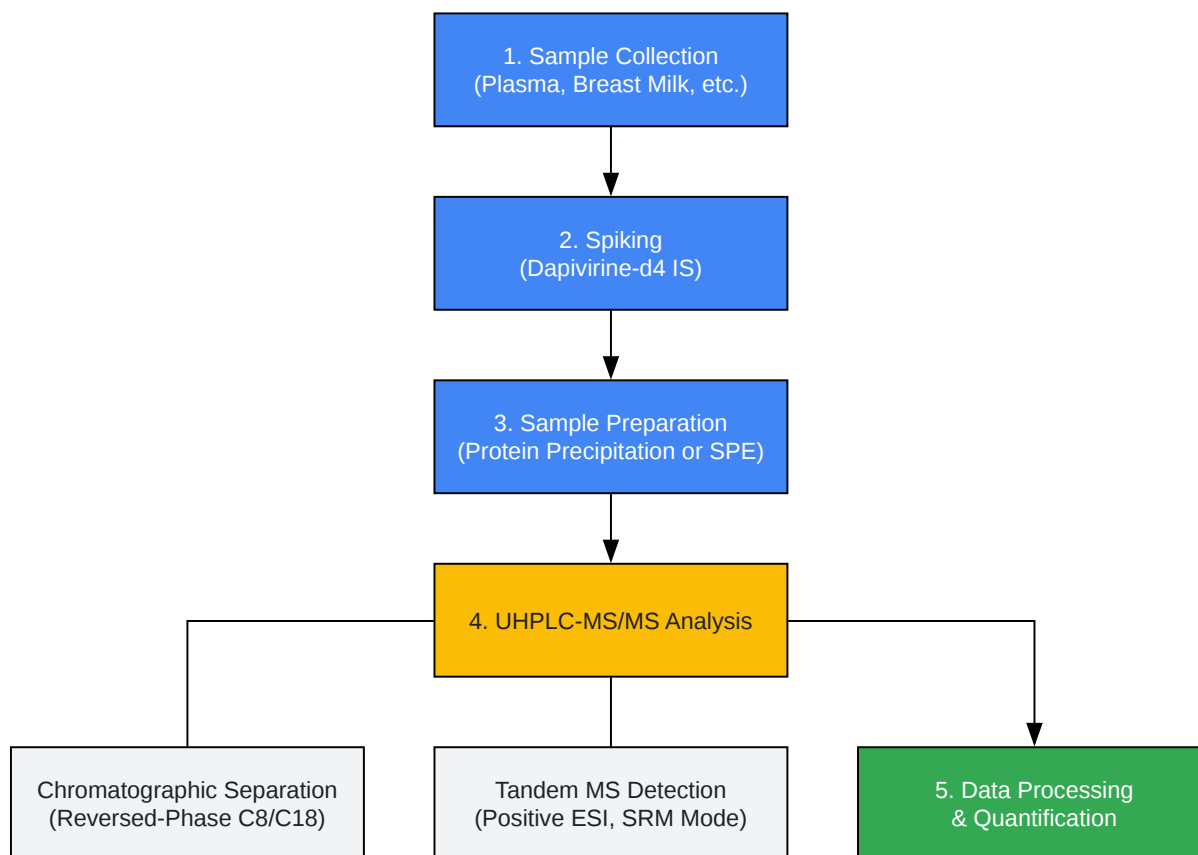 1. Sample Collection
(Plasma, Breast Milk, etc.)
2. Spiking
(Dapivirine-d4 IS)
3. Sample Preparation
(Protein Precipitation or SPE)
4. UHPLC-MS/MS Analysis
Chromatographic Separation
(Reversed-Phase C8/C18)
Tandem MS Detection
(Positive ESI, SRM Mode)
5. Data Processing
& Quantification